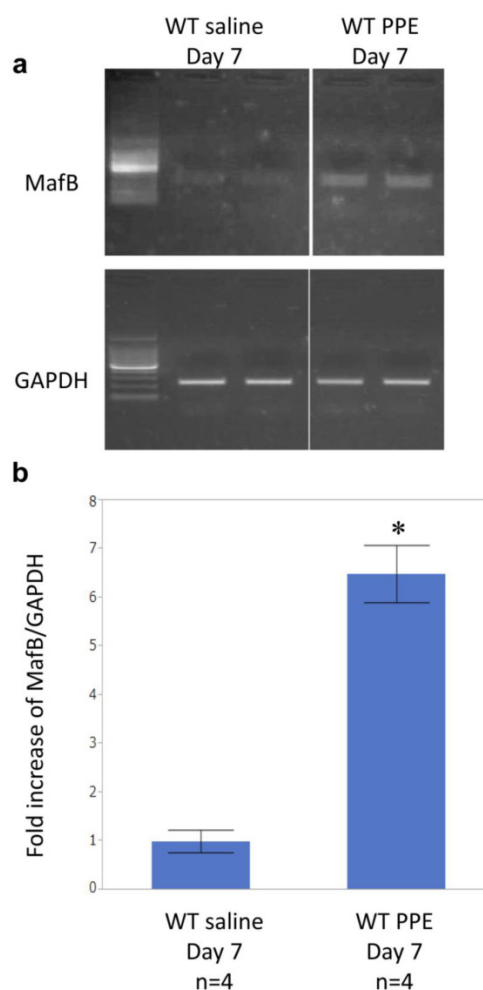 a
WT saline
Day 7
WT PPE
Day 7
MafB
GAPDH
b
Fold increase of MafB/GAPDH
8
7
6
5
4
3
2
1
0
*
WT saline
Day 7
n=4
WT PPE
Day 7
n=4